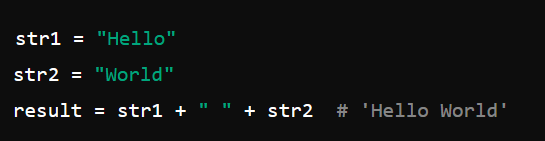 str1 = "Hello"
str2 = "World"
result = str1 + " " + str2  # 'Hello World'